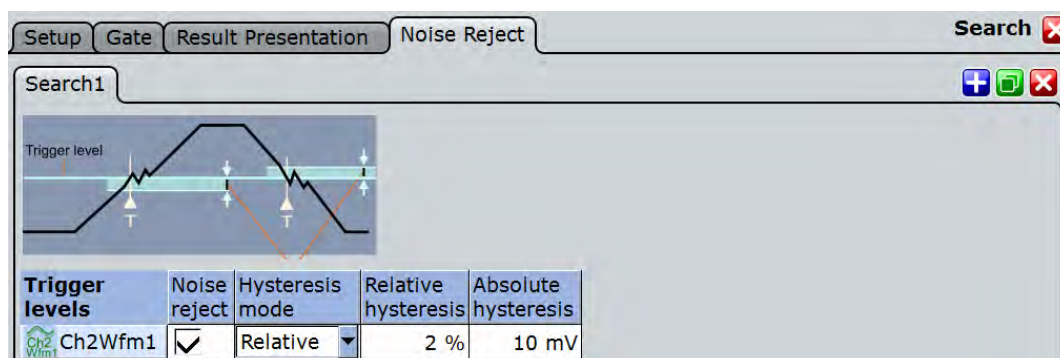 Setup Gate Result Presentation Noise Reject Search
Search1
Trigger level
T T
Trigger Noise Hysteresis Relative Absolute
levels reject mode hysteresis hysteresis
Ch2 Wfm1 Ch2Wfm1 Relative 2 % 10 mV